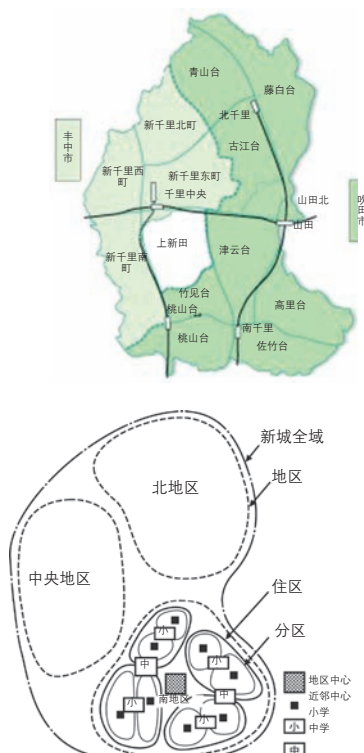 青山台
藤白台
新千里北町
北千里
古江台
丰中市
新千里西町
新千里东町
千里中央
山田北
吹田市
山田
上新田
津云台
新千里南町
竹见台
桃山台
高里台
南千里
桃山台
佐竹台
新城全域
地区
北地区
中央地区
住区
分区
小
小
中
南地区
中
小
小
地区中心
近邻中心
小学
小 中学
中